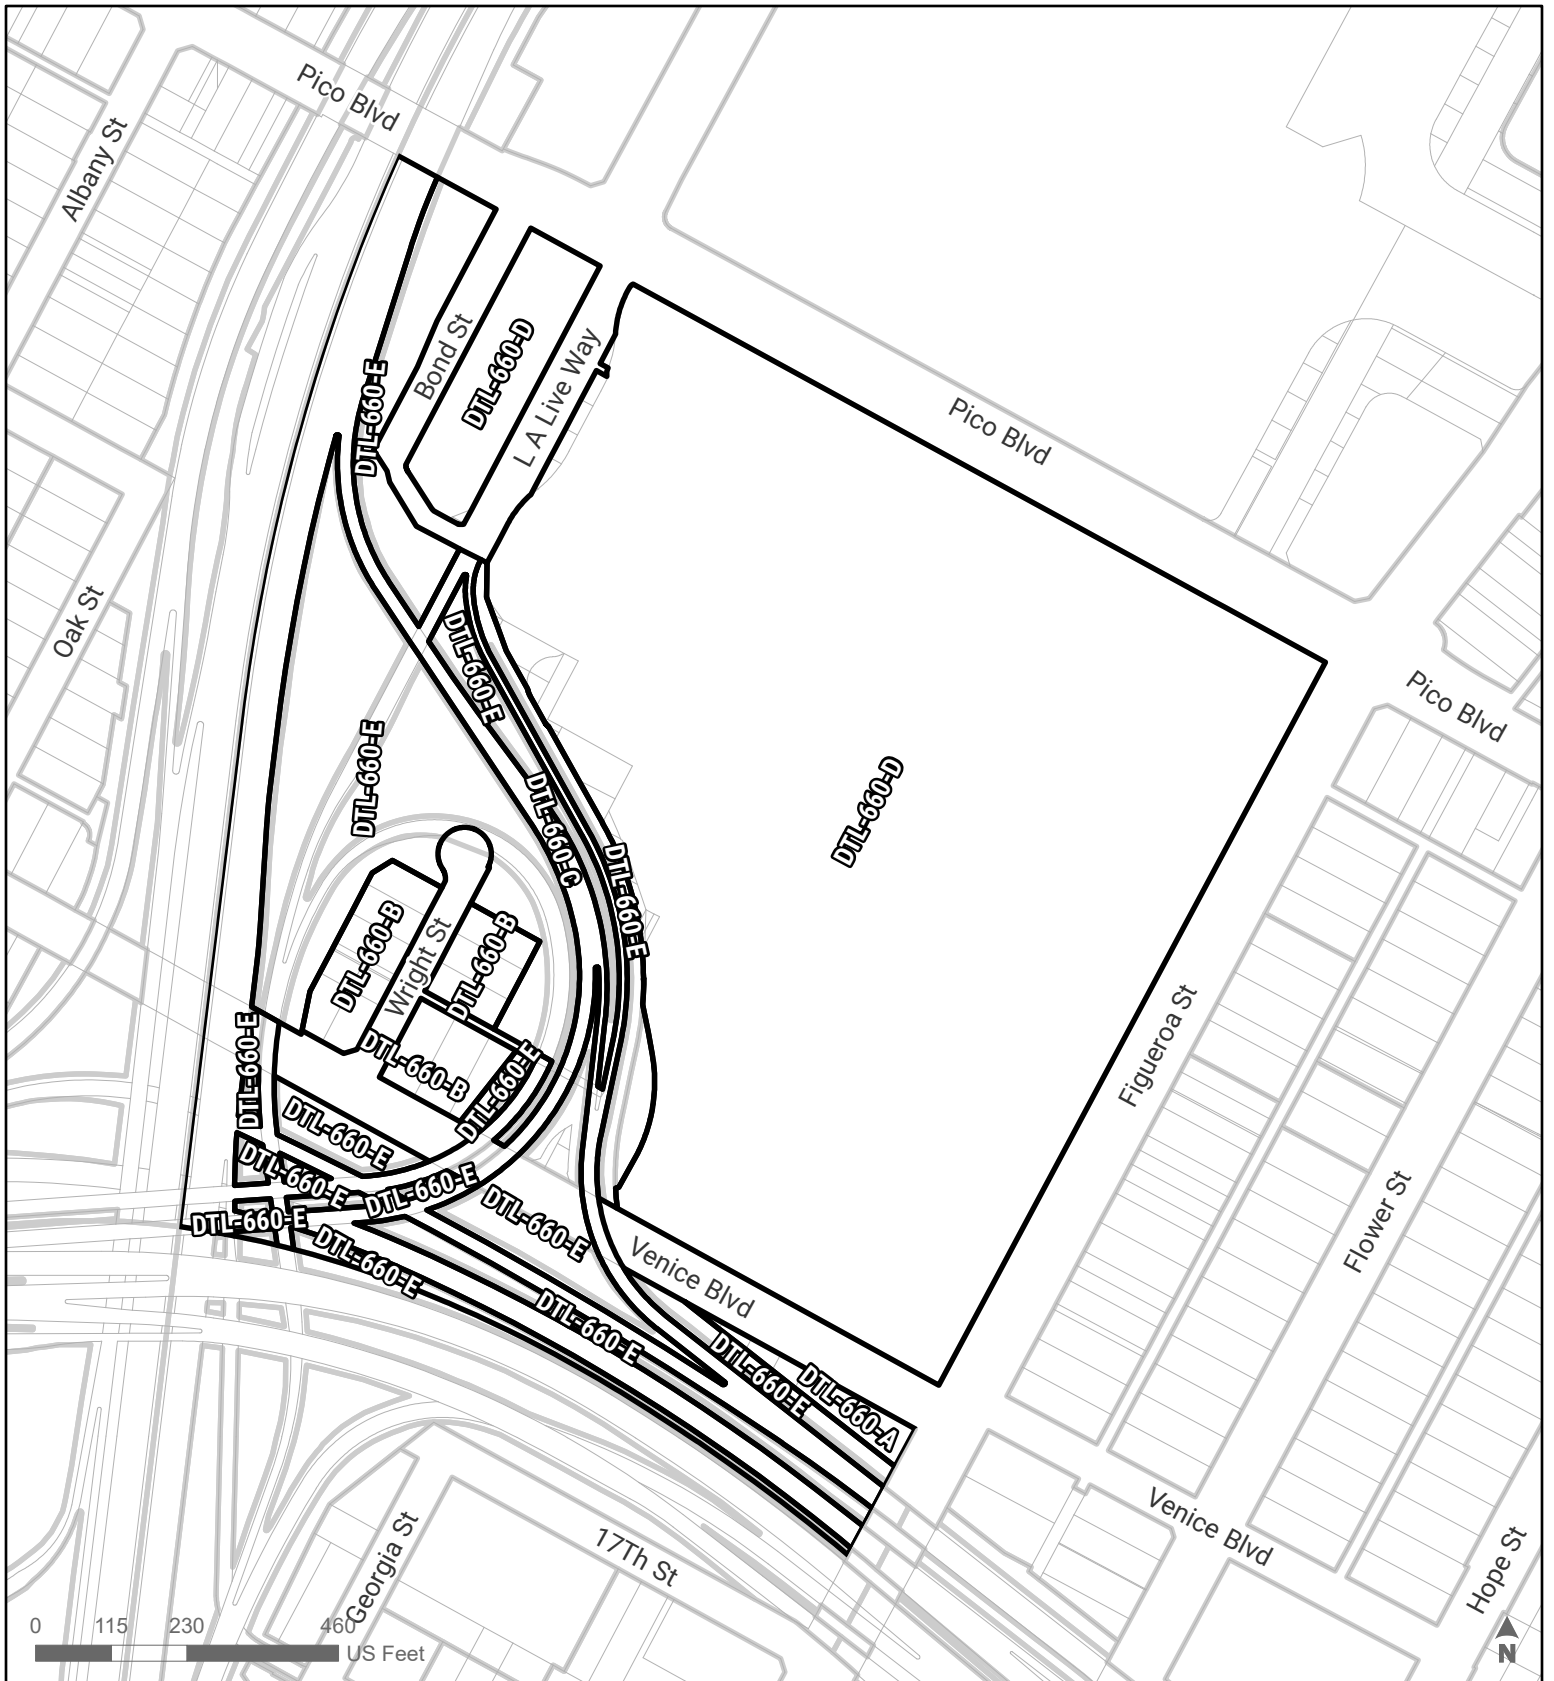 Pico Blvd
Albany St
DTL-660-E
Bond St
DTL-660-D
L A Live Way
Pico Blvd
Oak St
DTL-660-E
Pico Blvd
DTL-660-E
DTL-660-C
DTL-660-D
DTL-660-E
DTL-660-B
Wright St
DTL-660-B
DTL-660-B
DTL-660-E
DTL-660-E
DTL-660-E
DTL-660-E
DTL-660-E
DTL-660-E
DTL-660-E
DTL-660-E
DTL-660-E
Venice Blvd
DTL-660-E
DTL-660-E
DTL-660-A
Figueroa St
Flower St
Venice Blvd
Hope St
Georgia St
17Th St
0 115 230 460
US Feet
N